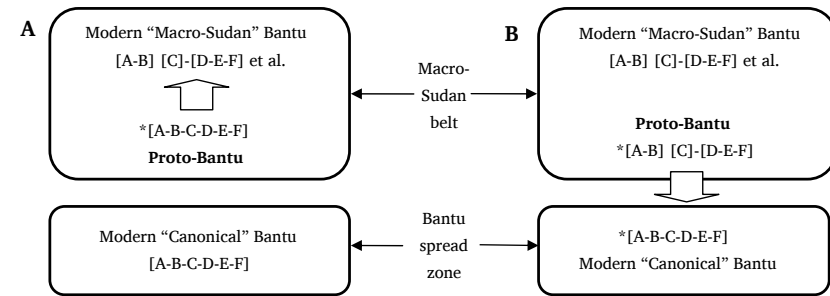 A
Modern “Macro-Sudan” Bantu
[A-B] [C]-[D-E-F] et al.
*[A-B-C-D-E-F]
Proto-Bantu
Modern “Canonical” Bantu
[A-B-C-D-E-F]
Macro-
Sudan
belt
Bantu
spread
zone
B
Modern “Macro-Sudan” Bantu
[A-B] [C]-[D-E-F] et al.
Proto-Bantu
*[A-B] [C]-[D-E-F]
*[A-B-C-D-E-F]
Modern “Canonical” Bantu